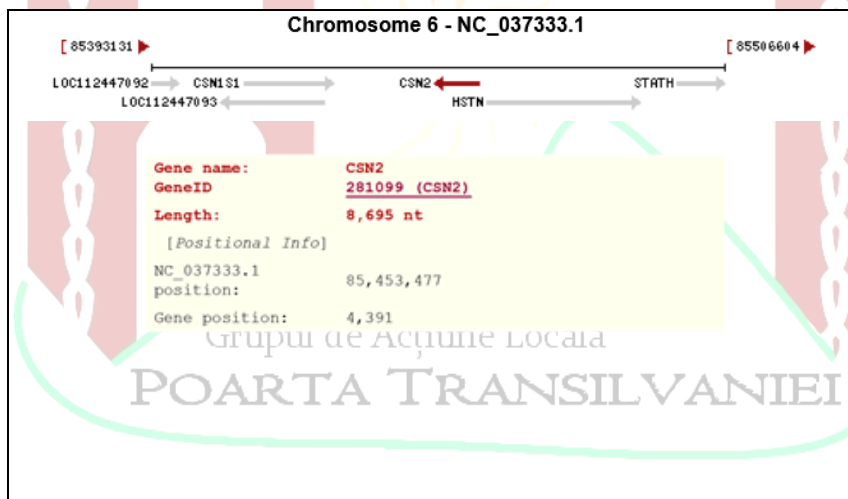 Chromosome 6 - NC_037333.1
[ 85393131
[ 85506604
LOC112447092 CSN1S1 CSN2 STATH
LOC112447093 HSTN
Gene name: CSN2
GeneID 281099 (CSN2)
Length: 8,695 nt
[Positional Info]
NC_037333.1 position: 85,453,477
Gene position: 4,391
Grupul de Acțiune Locală
POARTA TRANSILVANIEI